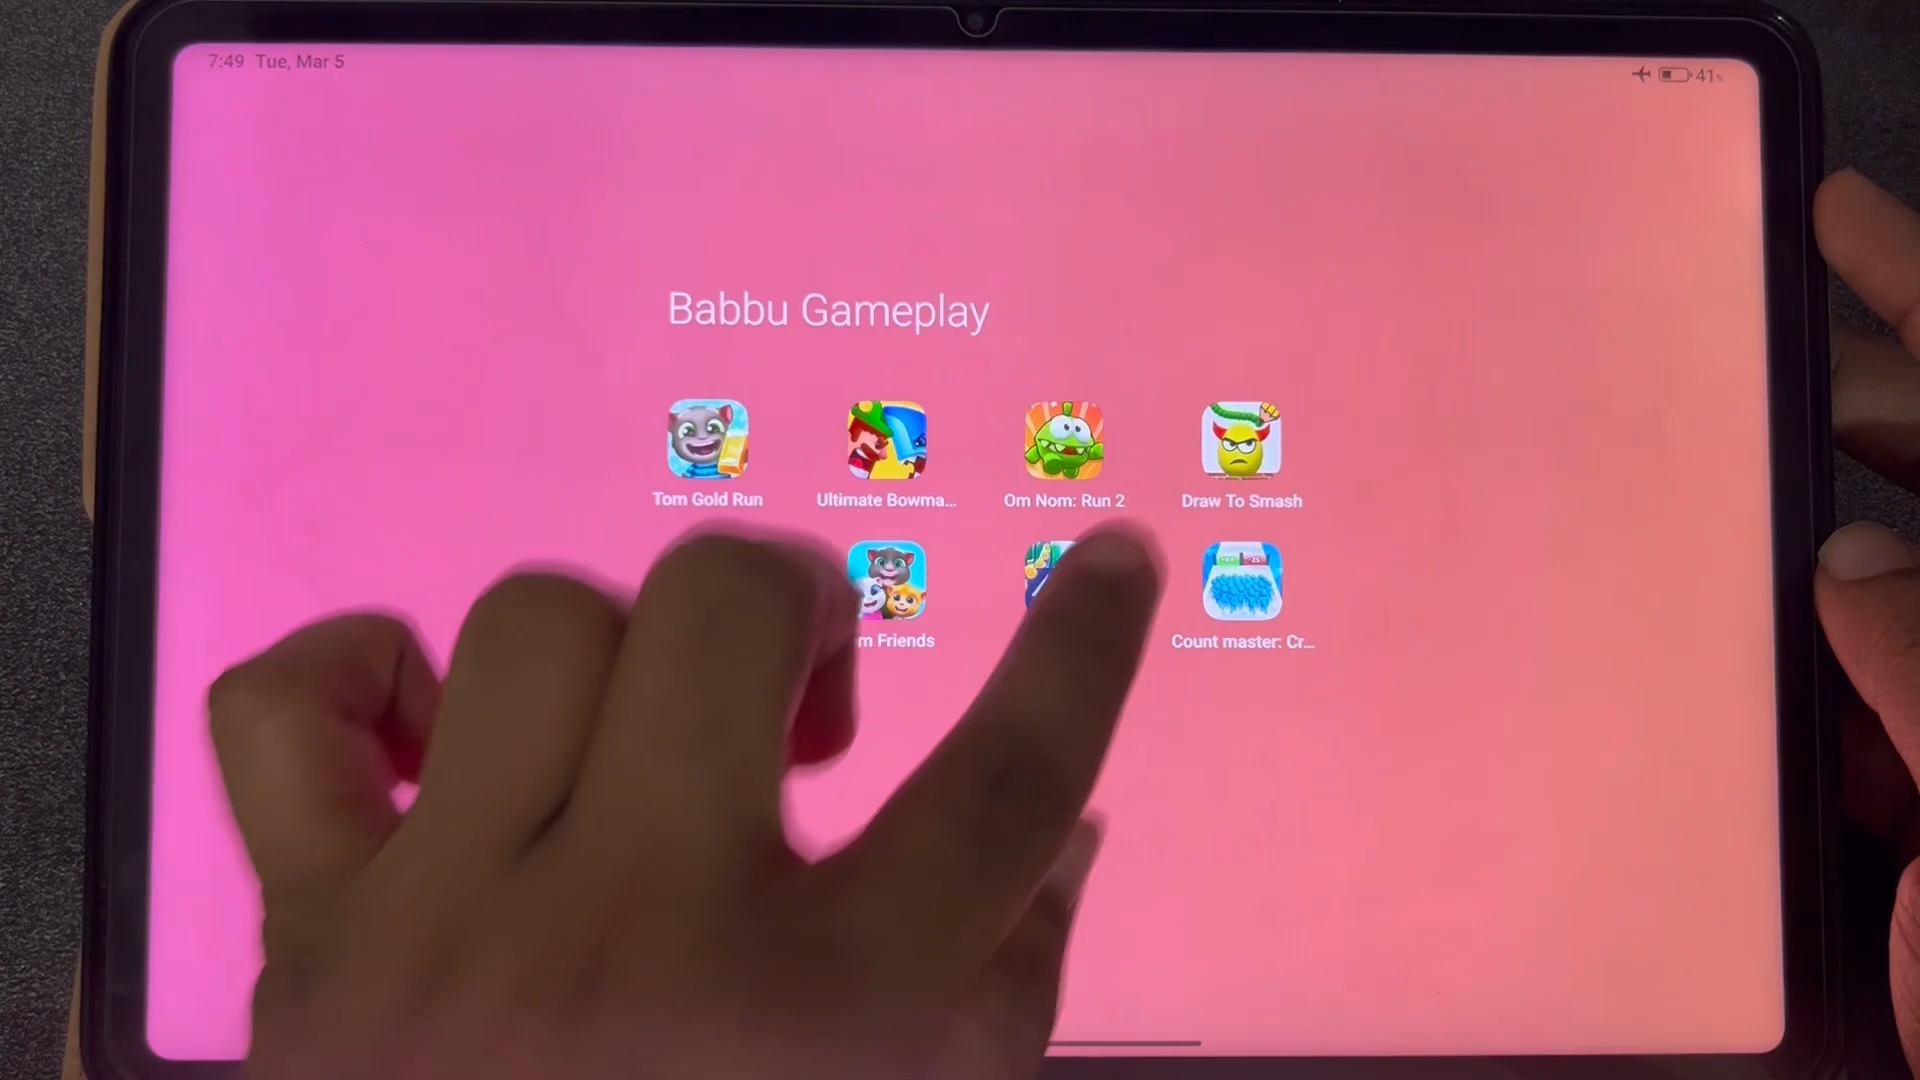 7:49 Tue, Mar 5
41%
Babbu Gameplay
Tom Gold Run
Ultimate Bowma...
Om Nom: Run 2
Draw To Smash
m Friends
Count master: Cr...